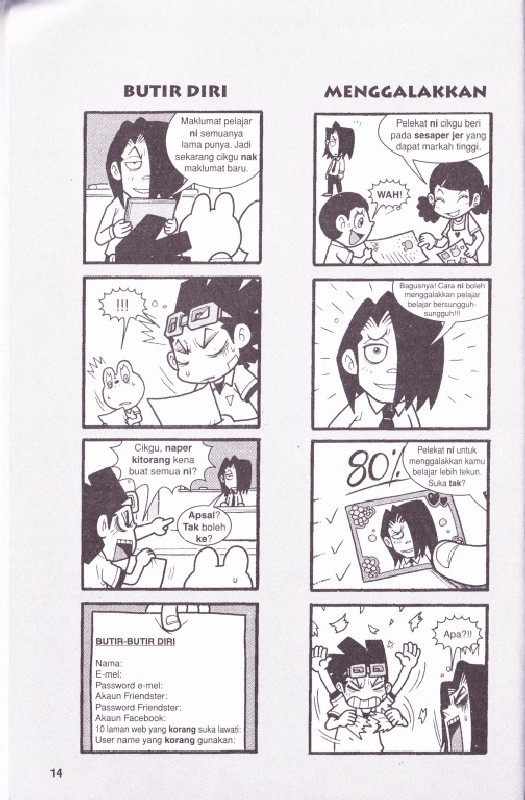 BUTIR DIRI
Maklumat pelajar
ni semuanya
lama punya. Jadi
sekarang cikgu nak
maklumat baru.
!!!
Cikgu, naper
kitorang kena
buat semua ni?
Apsal?
Tak boleh
ke?
BUTIR-BUTIR DIRI
Nama:
E-mel:
Password e-mel:
Akaun Friendster:
Password Friendster:
Akaun Facebook:
10 laman web yang korang suka lawati:
User name yang korang gunakan:
MENGGALAKKAN
Pelekat ni cikgu beri
pada sesaper jer yang
dapat markah tinggi.
WAH!
Bagusnya! Cara ni boleh
menggalakkan pelajar
belajar bersungguh-
sungguh!!!
80%
Pelekat ni untuk
menggalakkan kamu
belajar lebih tekun.
Suka tak?
Apa?!!
14